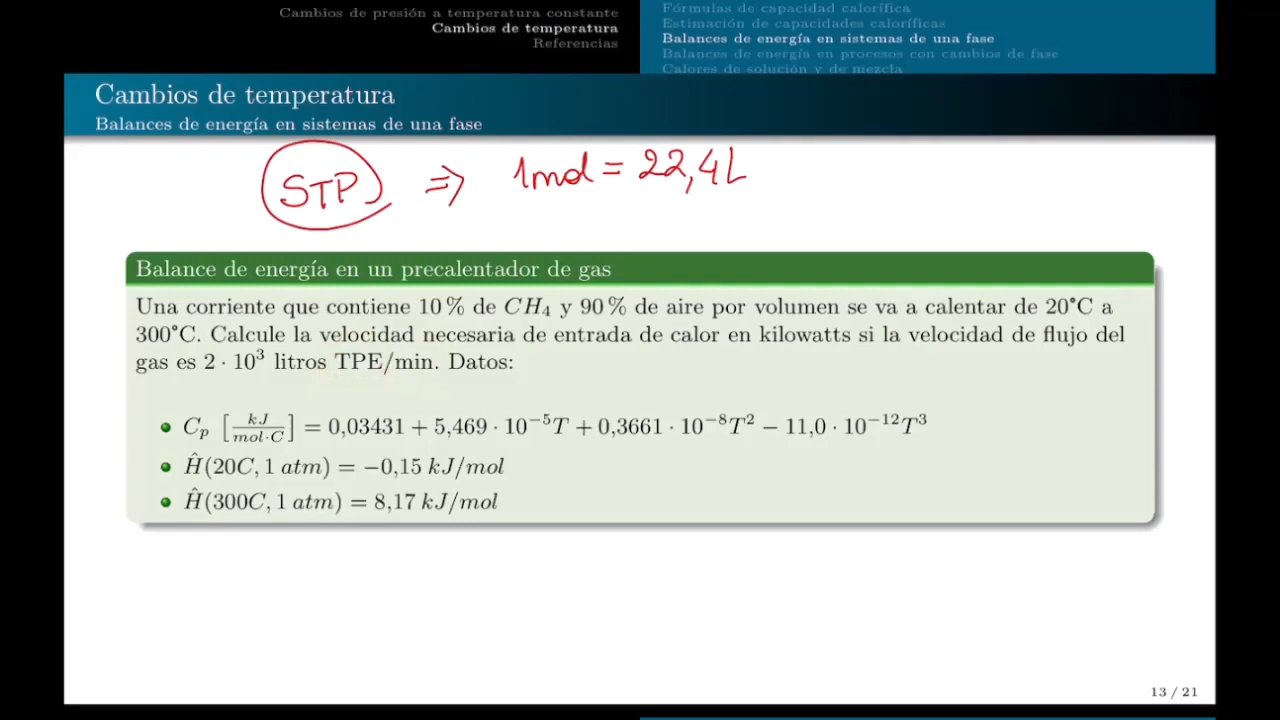 Cambios de presión a temperatura constante
Cambios de temperatura
Referencias
Fórmulas de capacidad calorífica
Estimación de capacidades caloríficas
Balances de energía en sistemas de una fase
Balances de energía en procesos con cambios de fase
Calores de solución y de mezcla
Cambios de temperatura
Balances de energía en sistemas de una fase
STP ⇒ 1mol = 22,4L
Balance de energía en un precalentador de gas
Una corriente que contiene 10 % de CH₄ y 90 % de aire por volumen se va a calentar de 20°C a
300°C. Calcule la velocidad necesaria de entrada de calor en kilowatts si la velocidad de flujo del
gas es 2 · 10³ litros TPE/min. Datos:
Cₚ [kJ/mol·C] = 0,03431 + 5,469 · 10⁻⁵T + 0,3661 · 10⁻⁸T² − 11,0 · 10⁻¹²T³
Ĥ(20C, 1 atm) = −0,15 kJ/mol
Ĥ(300C, 1 atm) = 8,17 kJ/mol
13 / 21